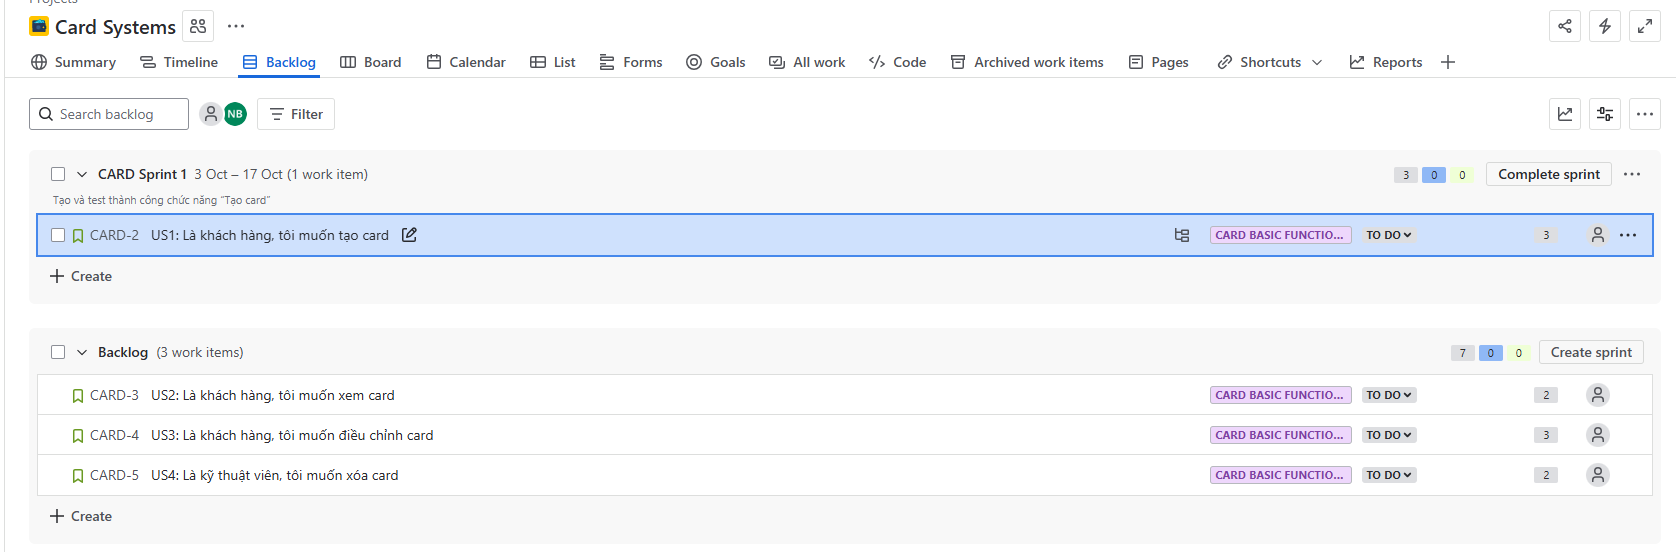 Projects
Card Systems
Summary Timeline Backlog Board Calendar List Forms Goals All work Code Archived work items Pages Shortcuts Reports
Search backlog NB Filter
CARD Sprint 1 3 Oct – 17 Oct (1 work item) 3 0 0 Complete sprint
Tạo và test thành công chức năng “Tạo card”
CARD-2 US1: Là khách hàng, tôi muốn tạo card CARD BASIC FUNCTIO... TO DO 3
Create
Backlog (3 work items) 7 0 0 Create sprint
CARD-3 US2: Là khách hàng, tôi muốn xem card CARD BASIC FUNCTIO... TO DO 2
CARD-4 US3: Là khách hàng, tôi muốn điều chỉnh card CARD BASIC FUNCTIO... TO DO 3
CARD-5 US4: Là kỹ thuật viên, tôi muốn xóa card CARD BASIC FUNCTIO... TO DO 2
Create